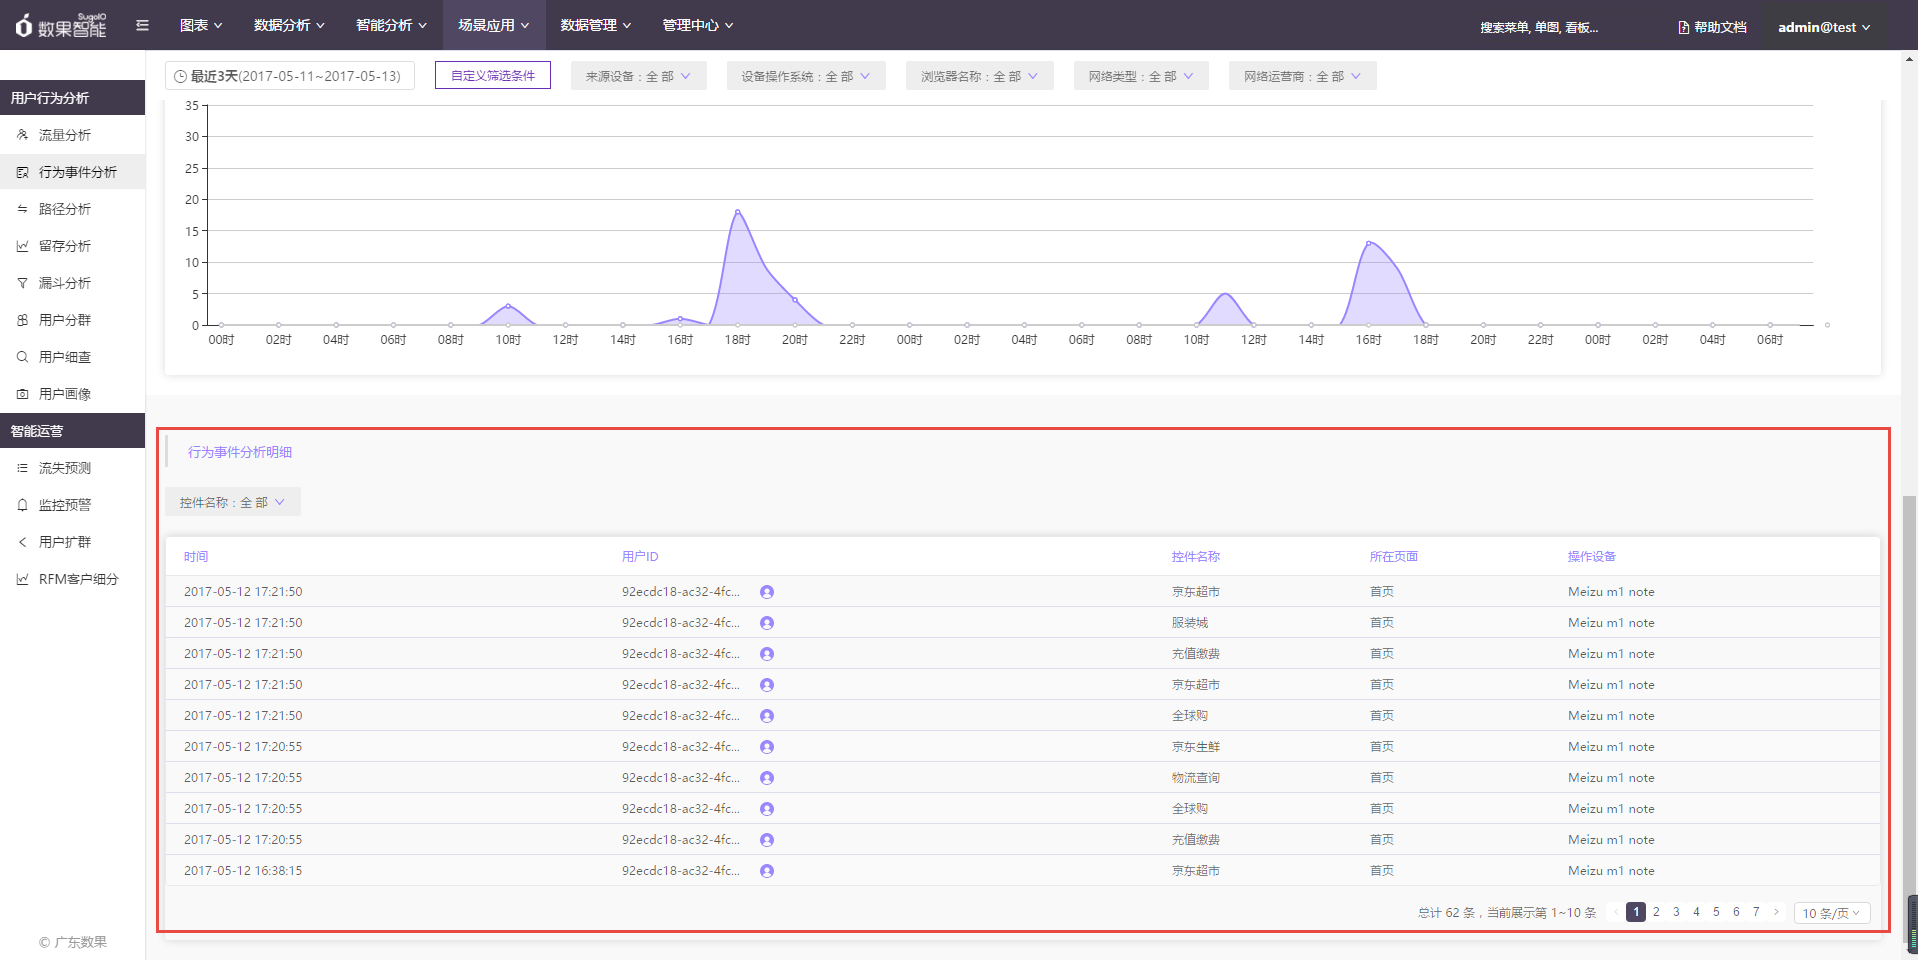 SugoIO
数果智能
图表 数据分析 智能分析 场景应用 数据管理 管理中心 搜索菜单, 单图, 看板... 帮助文档 admin@test
最近3天(2017-05-11~2017-05-13) 自定义筛选条件 来源设备：全 部 设备操作系统：全 部 浏览器名称：全 部 网络类型：全 部 网络运营商：全 部
用户行为分析
流量分析
行为事件分析
路径分析
留存分析
漏斗分析
用户分群
用户细查
用户画像
智能运营
流失预测
监控预警
用户扩群
RFM客户细分
© 广东数果
35
30
25
20
15
10
5
0
00时 02时 04时 06时 08时 10时 12时 14时 16时 18时 20时 22时 00时 02时 04时 06时 08时 10时 12时 14时 16时 18时 20时 22时 00时 02时 04时 06时
行为事件分析明细
控件名称：全 部
时间 用户ID 控件名称 所在页面 操作设备
2017-05-12 17:21:50 92ecdc18-ac32-4fc... 京东超市 首页 Meizu m1 note
2017-05-12 17:21:50 92ecdc18-ac32-4fc... 服装城 首页 Meizu m1 note
2017-05-12 17:21:50 92ecdc18-ac32-4fc... 充值缴费 首页 Meizu m1 note
2017-05-12 17:21:50 92ecdc18-ac32-4fc... 京东超市 首页 Meizu m1 note
2017-05-12 17:21:50 92ecdc18-ac32-4fc... 全球购 首页 Meizu m1 note
2017-05-12 17:20:55 92ecdc18-ac32-4fc... 京东生鲜 首页 Meizu m1 note
2017-05-12 17:20:55 92ecdc18-ac32-4fc... 物流查询 首页 Meizu m1 note
2017-05-12 17:20:55 92ecdc18-ac32-4fc... 全球购 首页 Meizu m1 note
2017-05-12 17:20:55 92ecdc18-ac32-4fc... 充值缴费 首页 Meizu m1 note
2017-05-12 16:38:15 92ecdc18-ac32-4fc... 京东超市 首页 Meizu m1 note
总计 62 条，当前展示第 1~10 条 < 1 2 3 4 5 6 7 > 10 条/页